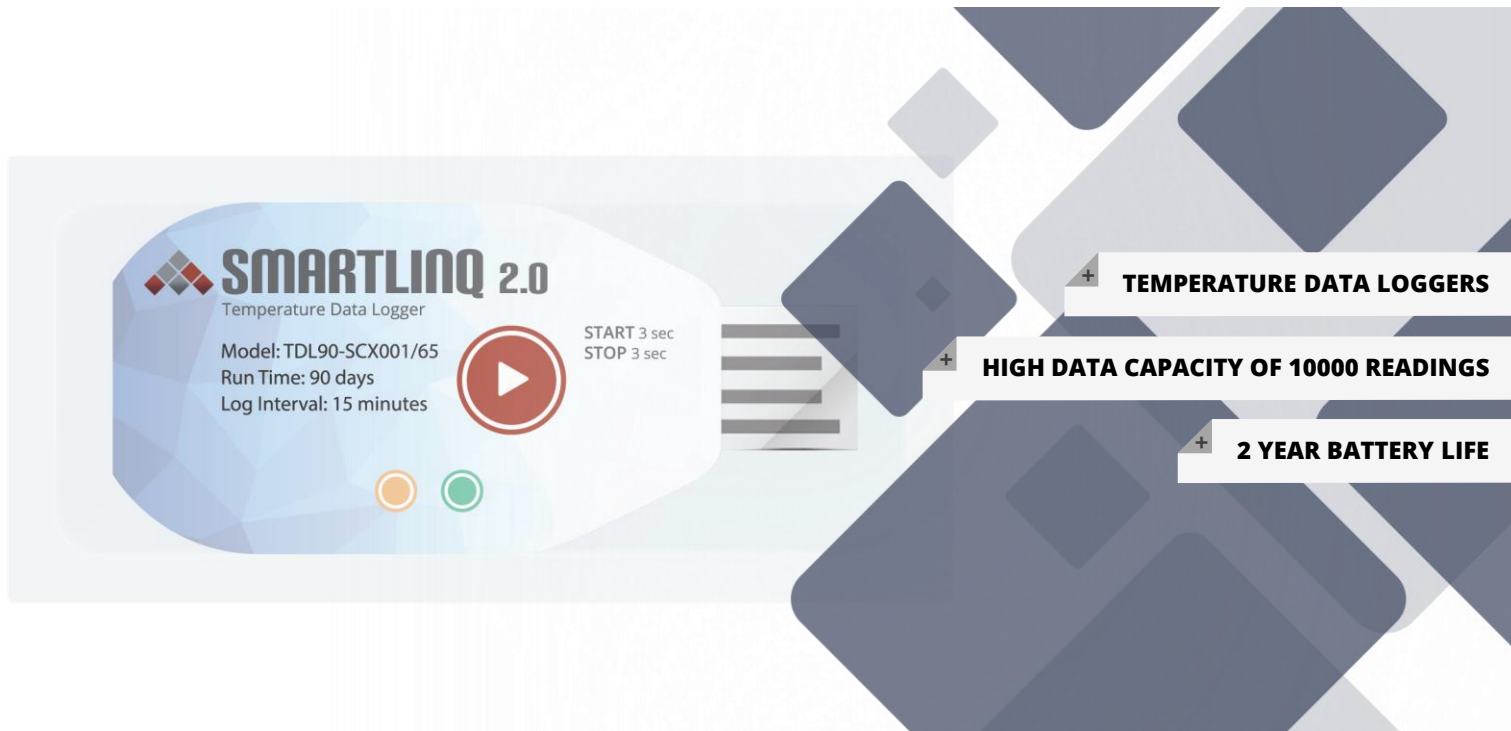 SMARTLINQ 2.0
Temperature Data Logger
Model: TDL90-SCX001/65
Run Time: 90 days
Log Interval: 15 minutes
START 3 sec
STOP 3 sec
+ TEMPERATURE DATA LOGGERS
+ HIGH DATA CAPACITY OF 10000 READINGS
+ 2 YEAR BATTERY LIFE